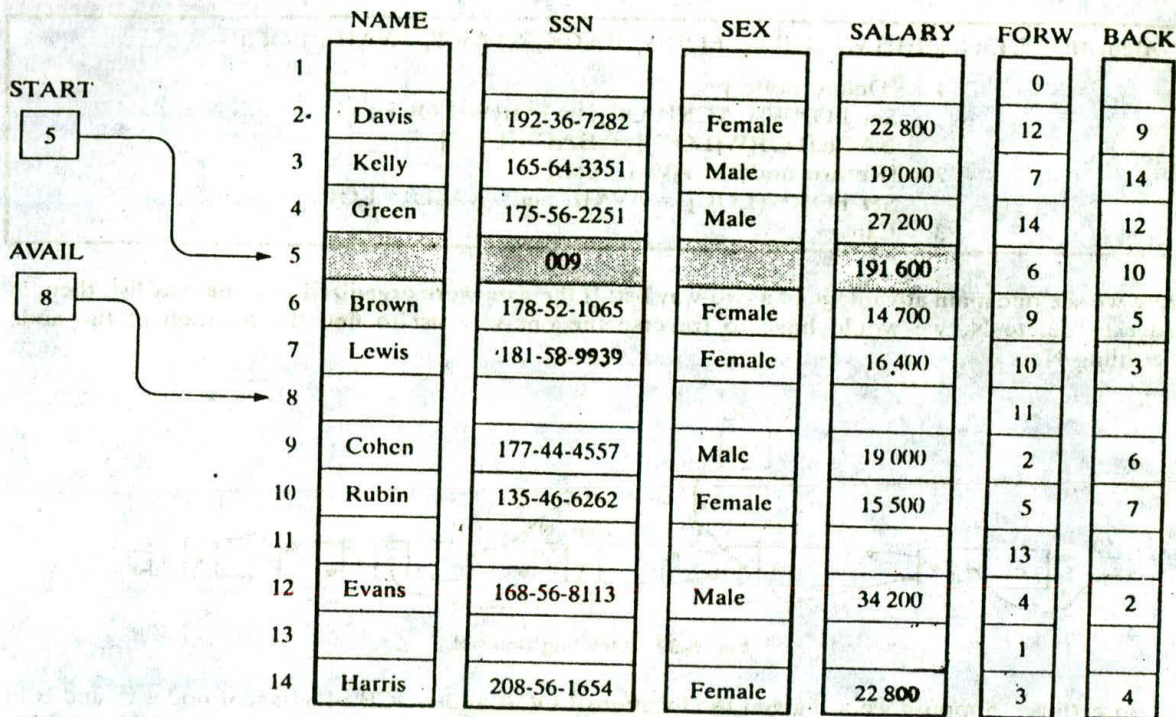 NAME SSN SEX SALARY FORW BACK
START
5
AVAIL
8
1 0
2 Davis 192-36-7282 Female 22 800 12 9
3 Kelly 165-64-3351 Male 19 000 7 14
4 Green 175-56-2251 Male 27 200 14 12
5 009 191 600 6 10
6 Brown 178-52-1065 Female 14 700 9 5
7 Lewis 181-58-9939 Female 16 400 10 3
8 11
9 Cohen 177-44-4557 Male 19 000 2 6
10 Rubin 135-46-6262 Female 15 500 5 7
11 13
12 Evans 168-56-8113 Male 34 200 4 2
13 1
14 Harris 208-56-1654 Female 22 800 3 4